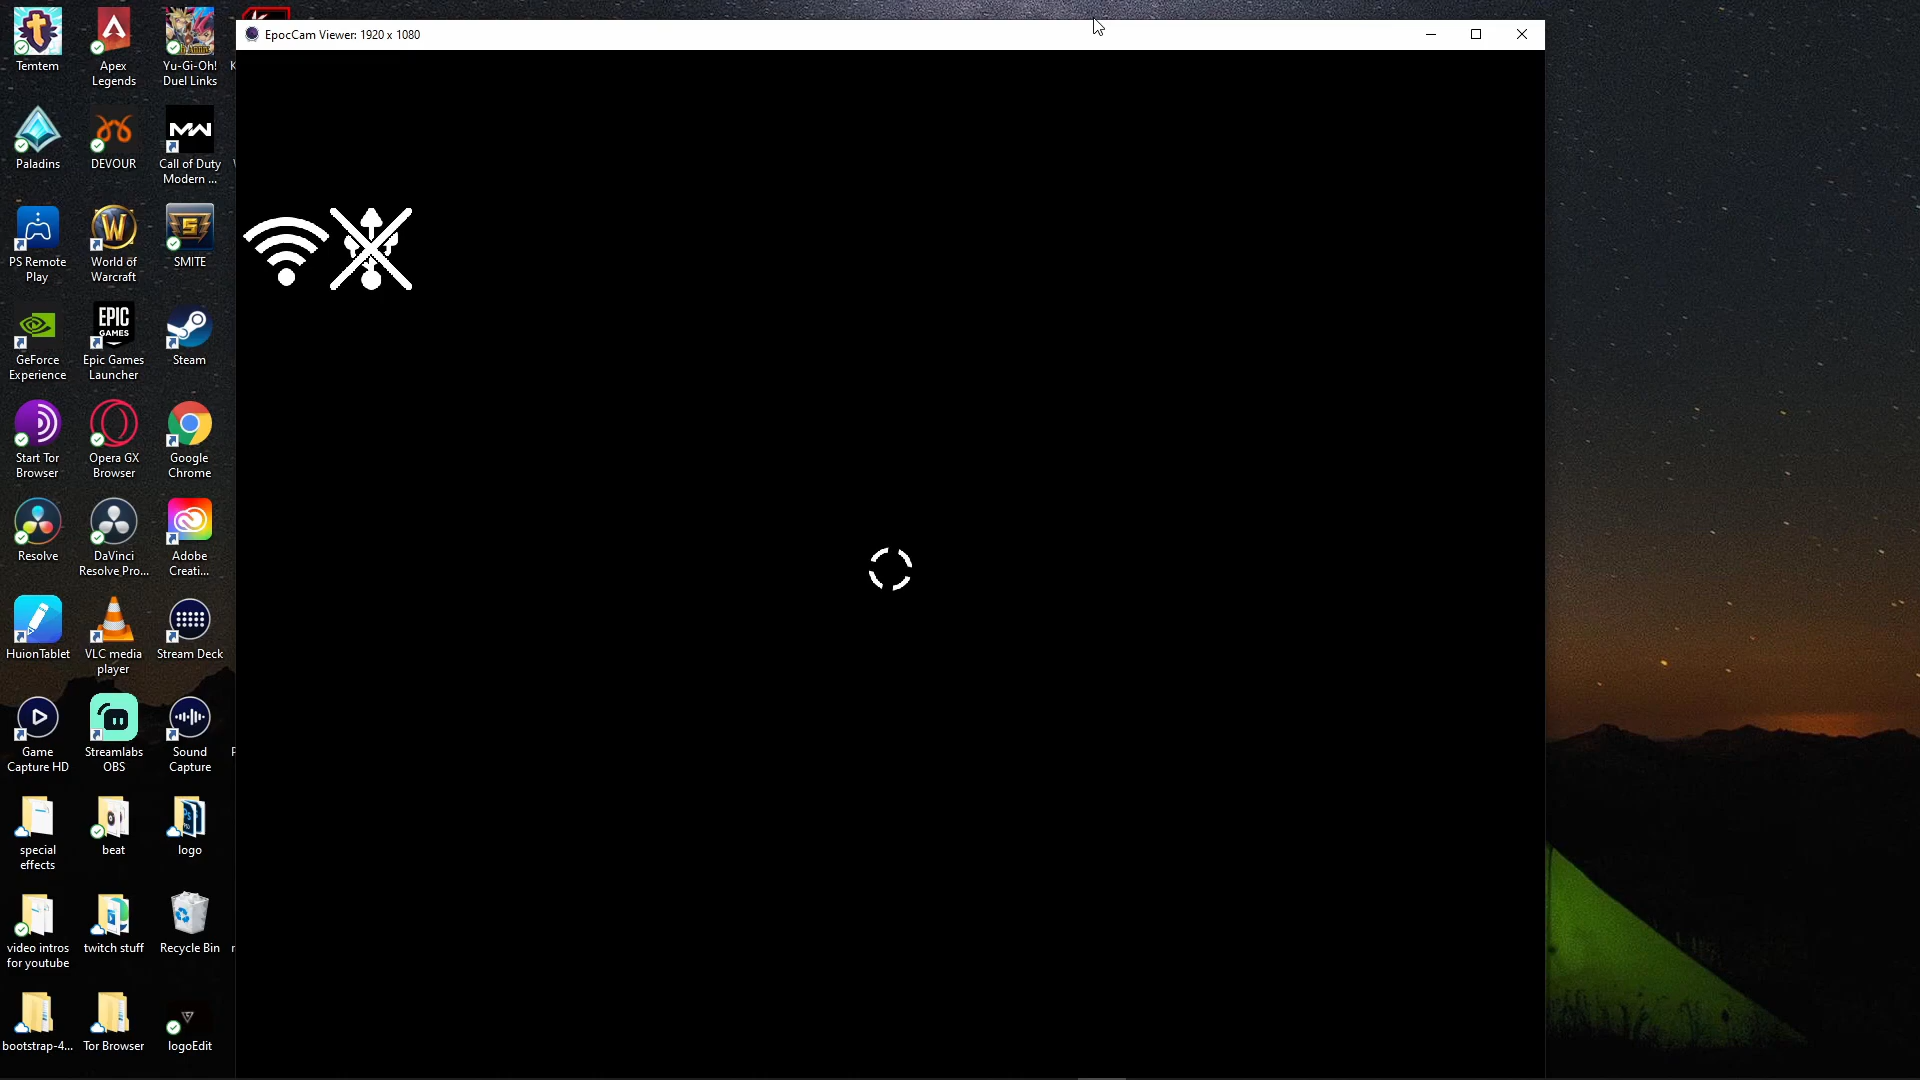 EpocCam Viewer: 1920 x 1080
Temtem
Apex
Legends
Yu-Gi-Oh!
Duel Links
Paladins
DEVOUR
MW
Call of Duty
Modern ...
PS Remote
Play
World of
Warcraft
SMITE
GeForce
Experience
EPIC
GAMES
Epic Games
Launcher
Steam
Start Tor
Browser
Opera GX
Browser
Google
Chrome
Resolve
DaVinci
Resolve Pro...
Adobe
Creati...
HuionTablet
VLC media
player
Stream Deck
Game
Capture HD
Streamlabs
OBS
Sound
Capture
special
effects
beat
logo
video intros
for youtube
twitch stuff
Recycle Bin
bootstrap-4...
Tor Browser
logoEdit